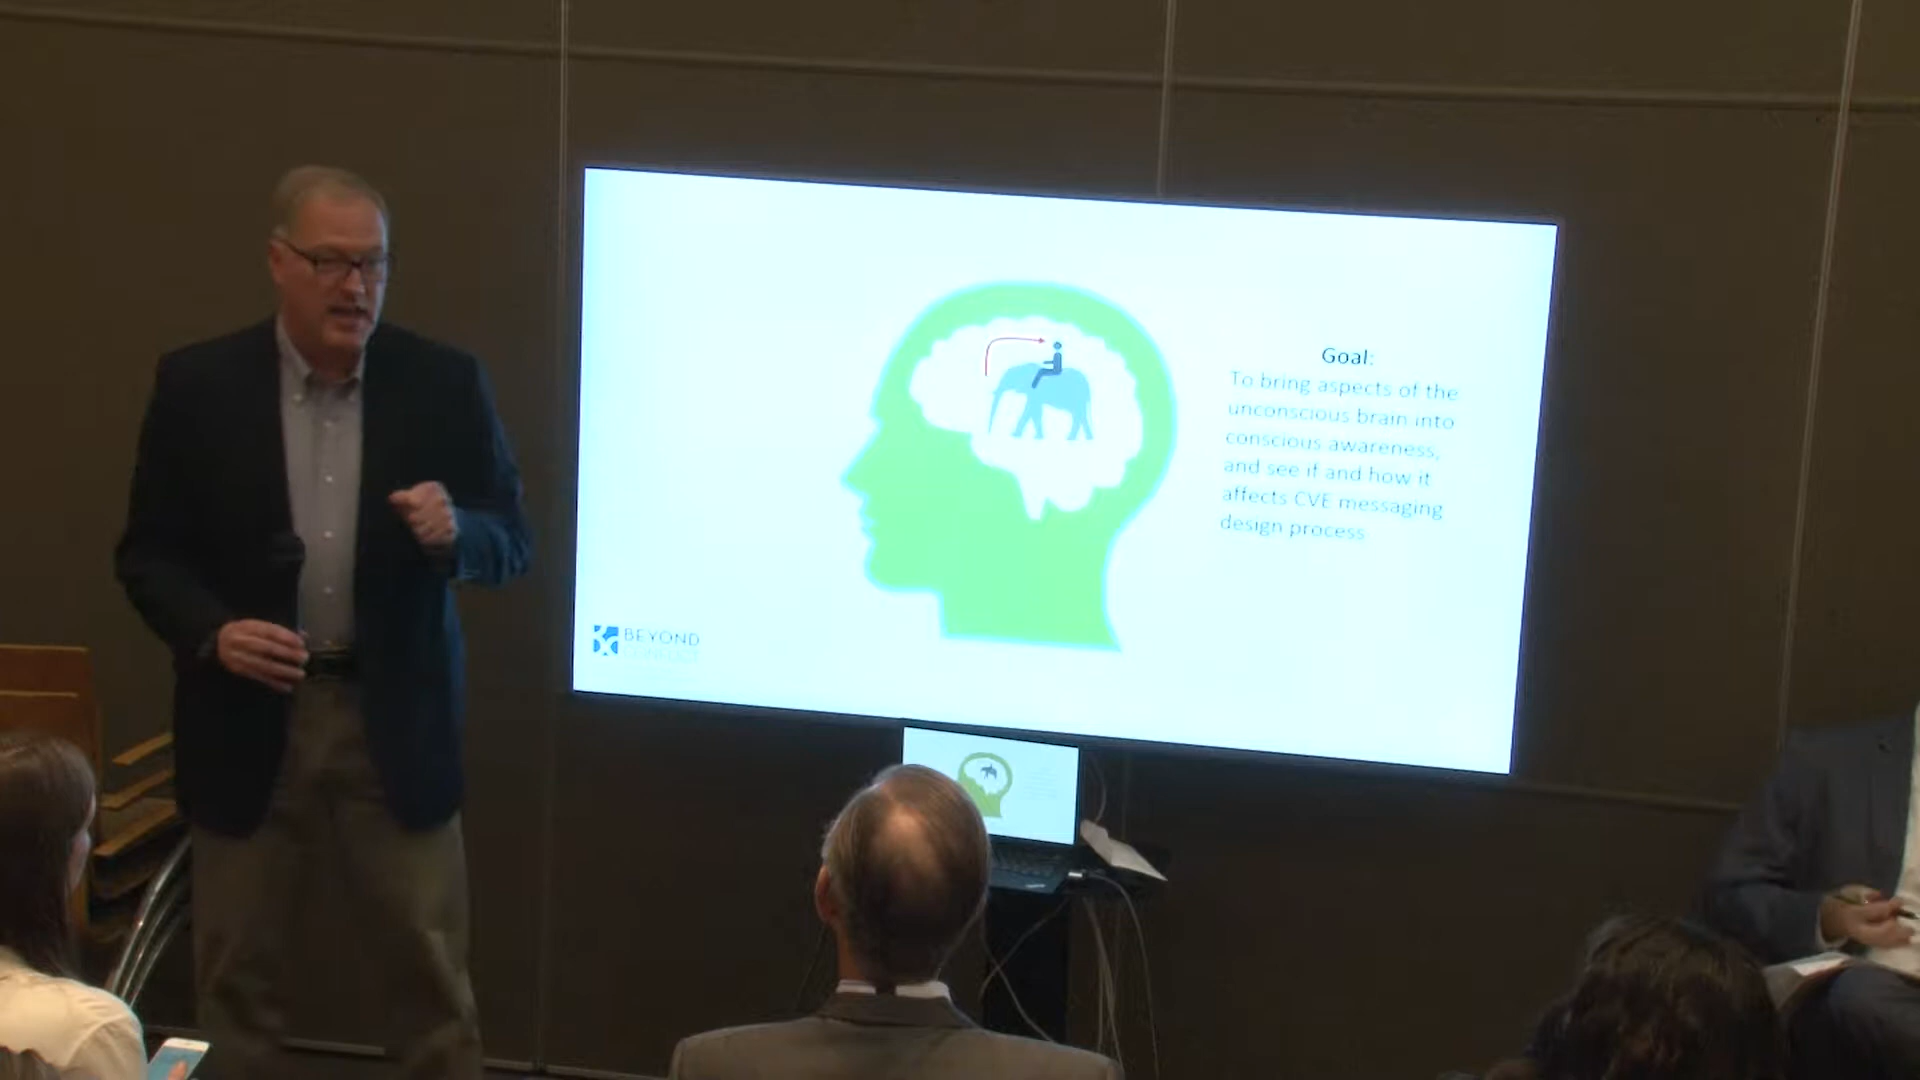 Goal:
To bring aspects of the
unconscious brain into
conscious awareness,
and see if and how it
affects CVE messaging
design process
BEYOND
CONFLICT